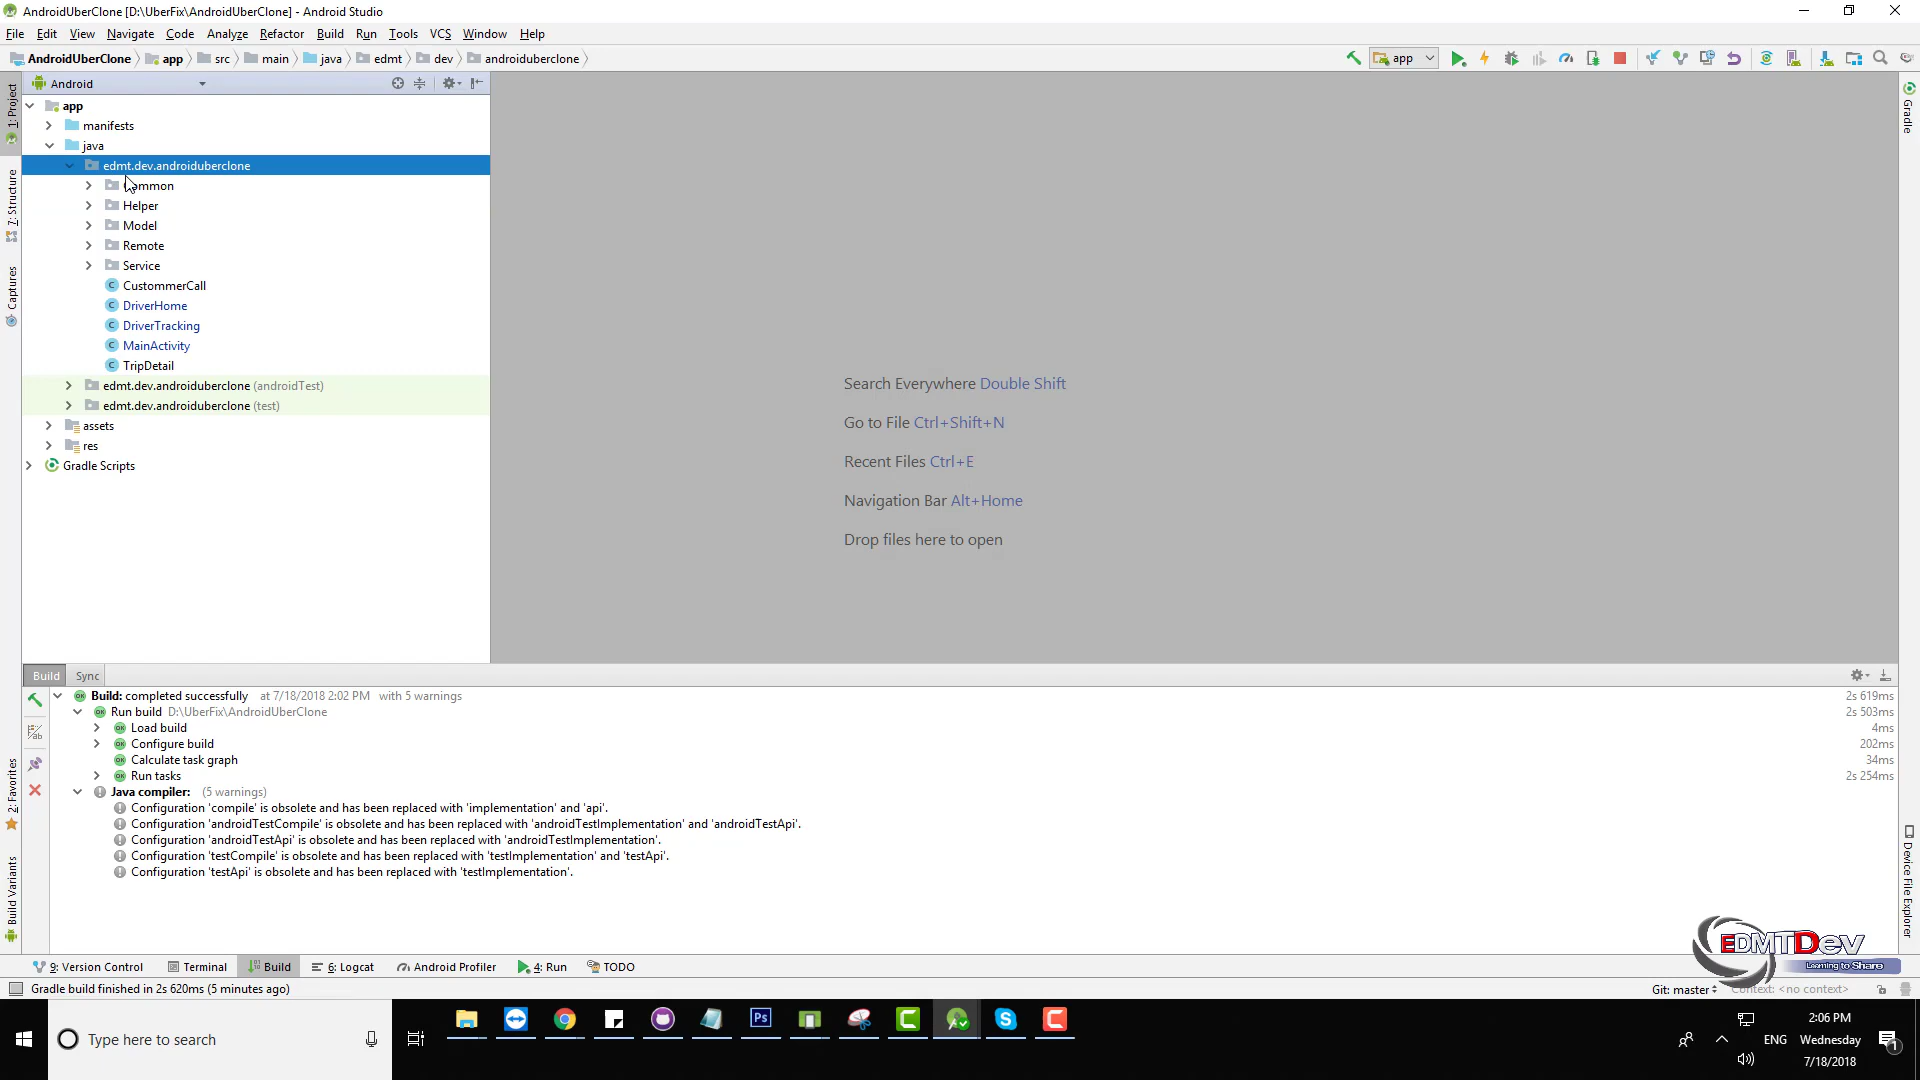 AndroidUberClone [D:\UberFix\AndroidUberClone] - Android Studio
File Edit View Navigate Code Analyze Refactor Build Run Tools VCS Window Help
AndroidUberClone app src main java edmt dev androiduberclone app
Android
1: Project
7: Structure
Captures
2: Favorites
Build Variants
Gradle
Device File Explorer
app
manifests
java
edmt.dev.androiduberclone
Common
Helper
Model
Remote
Service
CustommerCall
DriverHome
DriverTracking
MainActivity
TripDetail
edmt.dev.androiduberclone (androidTest)
edmt.dev.androiduberclone (test)
assets
res
Gradle Scripts
Search Everywhere Double Shift
Go to File Ctrl+Shift+N
Recent Files Ctrl+E
Navigation Bar Alt+Home
Drop files here to open
Build Sync
Build: completed successfully at 7/18/2018 2:02 PM with 5 warnings 2s 619ms
Run build D:\UberFix\AndroidUberClone 2s 503ms
Load build 4ms
Configure build 202ms
Calculate task graph 34ms
Run tasks 2s 254ms
Java compiler: (5 warnings)
Configuration 'compile' is obsolete and has been replaced with 'implementation' and 'api'.
Configuration 'androidTestCompile' is obsolete and has been replaced with 'androidTestImplementation' and 'androidTestApi'.
Configuration 'androidTestApi' is obsolete and has been replaced with 'androidTestImplementation'.
Configuration 'testCompile' is obsolete and has been replaced with 'testImplementation' and 'testApi'.
Configuration 'testApi' is obsolete and has been replaced with 'testImplementation'.
EDMTDev
Learning to Share
9: Version Control Terminal Build 6: Logcat Android Profiler 4: Run TODO
Gradle build finished in 2s 620ms (5 minutes ago) Git: master Context: <no context>
Type here to search
Ps
ENG
2:06 PM
Wednesday
7/18/2018
1